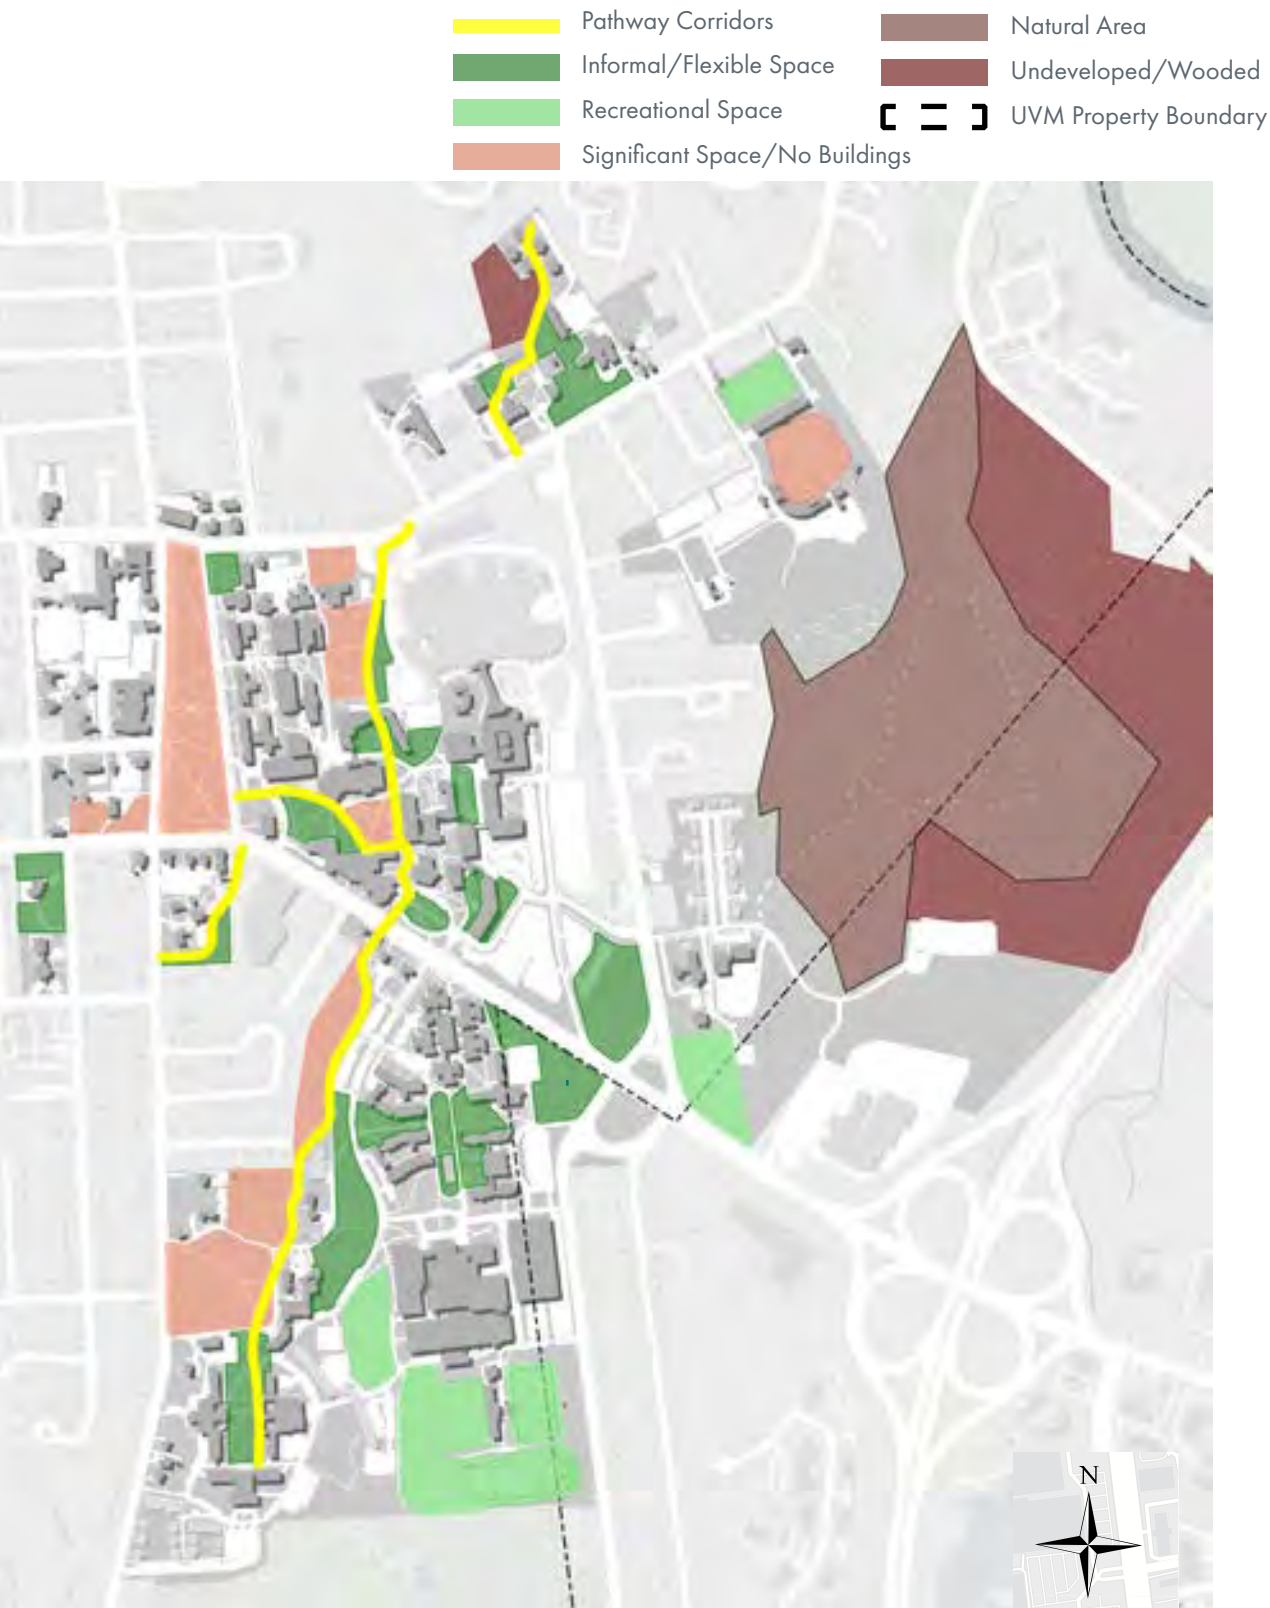 Pathway Corridors
Informal/Flexible Space
Recreational Space
Significant Space/No Buildings
Natural Area
Undeveloped/Wooded
UVM Property Boundary
N